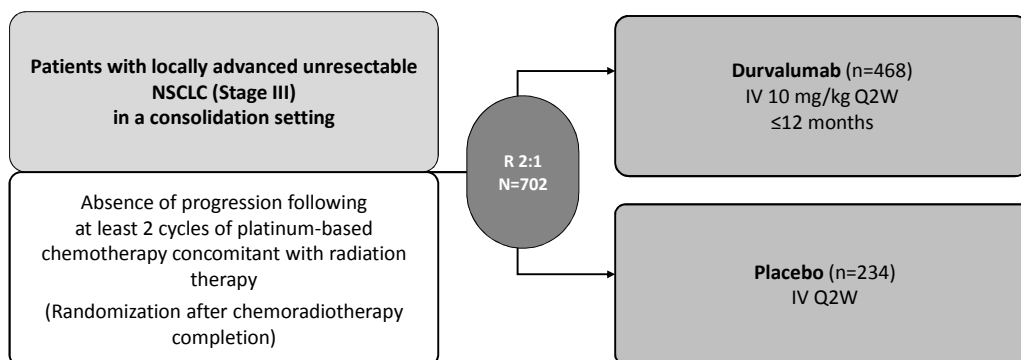 Patients with locally advanced unresectable
NSCLC (Stage III)
in a consolidation setting
Absence of progression following
at least 2 cycles of platinum-based
chemotherapy concomitant with radiation
therapy
(Randomization after chemoradiotherapy
completion)
R 2:1
N=702
Durvalumab (n=468)
IV 10 mg/kg Q2W
≤12 months
Placebo (n=234)
IV Q2W